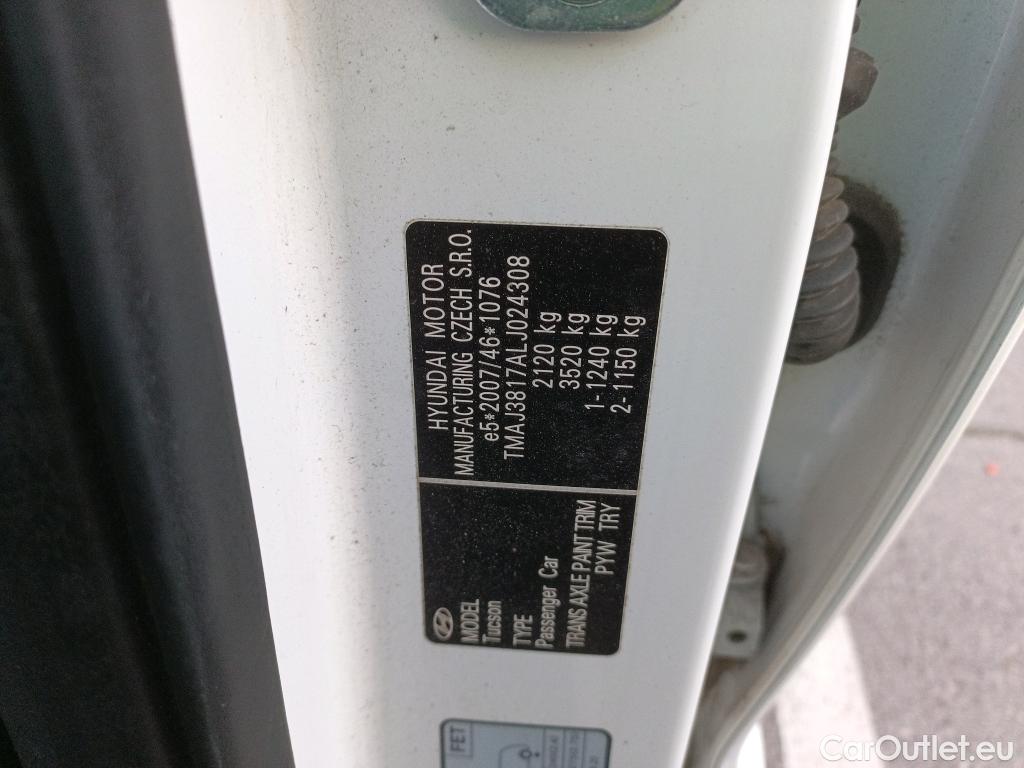 HYUNDAI MOTOR
MANUFACTURING CZECH S.R.O.
e5*2007/46*1076
TMAJ3817ALJ024308
2120 kg
3520 kg
1-1240 kg
2-1150 kg
MODEL
Tucson
TYPE
Passenger Car
TRANS AXLE PAINT TRIM
PYW TRY
FET
CarOutlet.eu